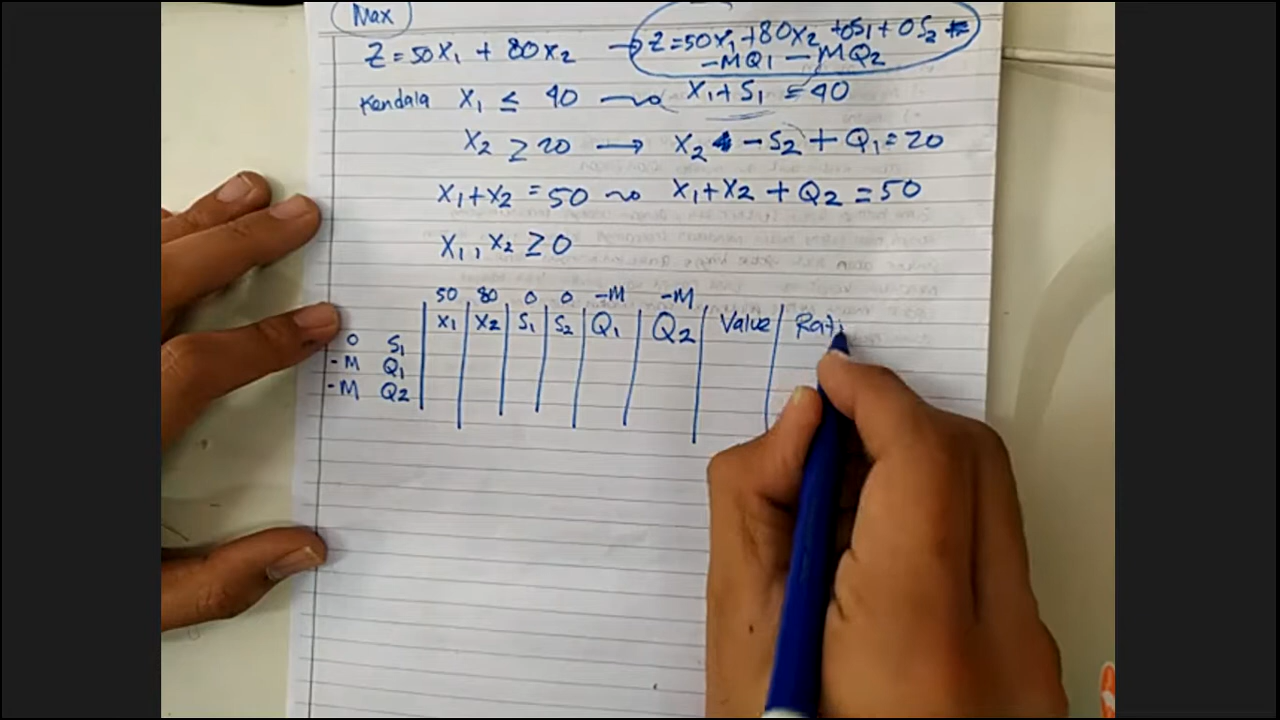 Max
Z = 50X₁ + 80X₂ → Z = 50X₁ + 80X₂ + 0S₁ + 0S₂
- MQ1 - MQ2
Kendala X₁ ≤ 40 → X₁ + S₁ = 40
X₂ ≥ 20 → X₂ - S₂ + Q₁ = 20
X₁ + X₂ = 50 → X₁ + X₂ + Q₂ = 50
X₁, X₂ ≥ 0
50 80 0 0 -M -M
X₁ X₂ S₁ S₂ Q₁ Q₂ Value Rati
0 S₁
-M Q₁
-M Q₂